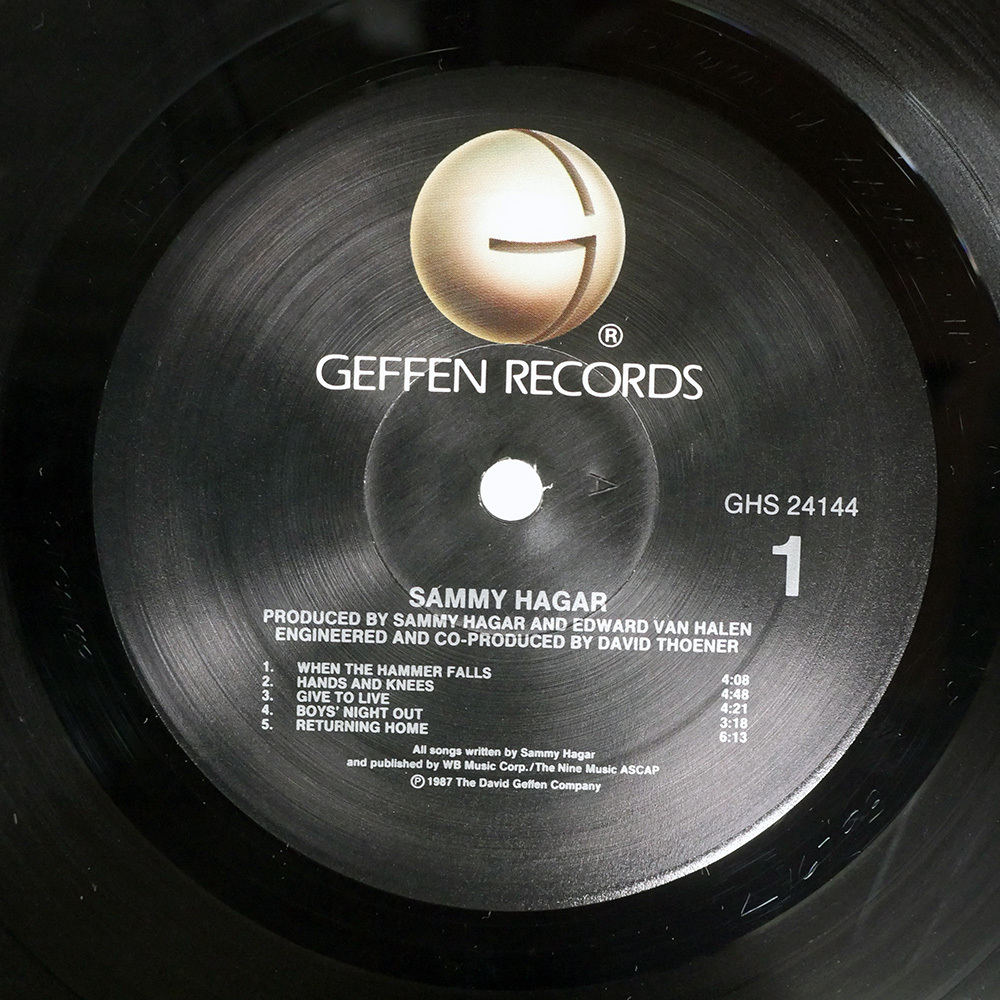 ®
GEFFEN RECORDS
A
GHS 24144
1
SAMMY HAGAR
PRODUCED BY SAMMY HAGAR AND EDWARD VAN HALEN
ENGINEERED AND CO-PRODUCED BY DAVID THOENER
1. WHEN THE HAMMER FALLS 4:08
2. HANDS AND KNEES 4:48
3. GIVE TO LIVE 4:21
4. BOYS' NIGHT OUT 3:18
5. RETURNING HOME 6:13
All songs written by Sammy Hagar
and published by WB Music Corp./The Nine Music ASCAP
℗ 1987 The David Geffen Company